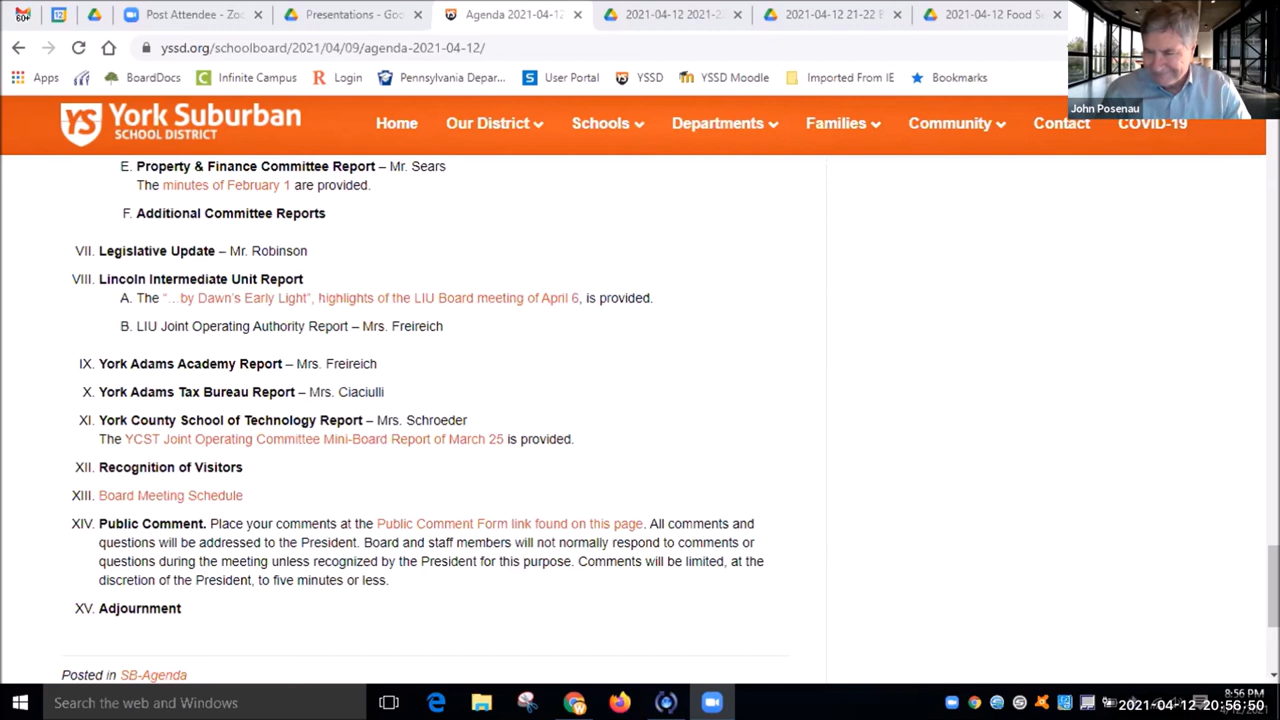 60+ Post Attendee - Zo Presentations - Goo Agenda 2021-04-12 2021-04-12 2021-2 2021-04-12 21-22 2021-04-12 Food S
yssd.org/schoolboard/2021/04/09/agenda-2021-04-12/
Apps BoardDocs Infinite Campus Login Pennsylvania Depar... User Portal YSSD YSSD Moodle Imported From IE Bookmarks
John Posenau
YS York Suburban
SCHOOL DISTRICT
Home Our District Schools Departments Families Community Contact COVID-19
E. Property & Finance Committee Report – Mr. Sears
The minutes of February 1 are provided.
F. Additional Committee Reports
VII. Legislative Update – Mr. Robinson
VIII. Lincoln Intermediate Unit Report
A. The “…by Dawn’s Early Light”, highlights of the LIU Board meeting of April 6, is provided.
B. LIU Joint Operating Authority Report – Mrs. Freireich
IX. York Adams Academy Report – Mrs. Freireich
X. York Adams Tax Bureau Report – Mrs. Ciaciulli
XI. York County School of Technology Report – Mrs. Schroeder
The YCST Joint Operating Committee Mini-Board Report of March 25 is provided.
XII. Recognition of Visitors
XIII. Board Meeting Schedule
XIV. Public Comment. Place your comments at the Public Comment Form link found on this page. All comments and
questions will be addressed to the President. Board and staff members will not normally respond to comments or
questions during the meeting unless recognized by the President for this purpose. Comments will be limited, at the
discretion of the President, to five minutes or less.
XV. Adjournment
Posted in SB-Agenda
Search the web and Windows
8:56 PM
2021-04-12 20:56:50